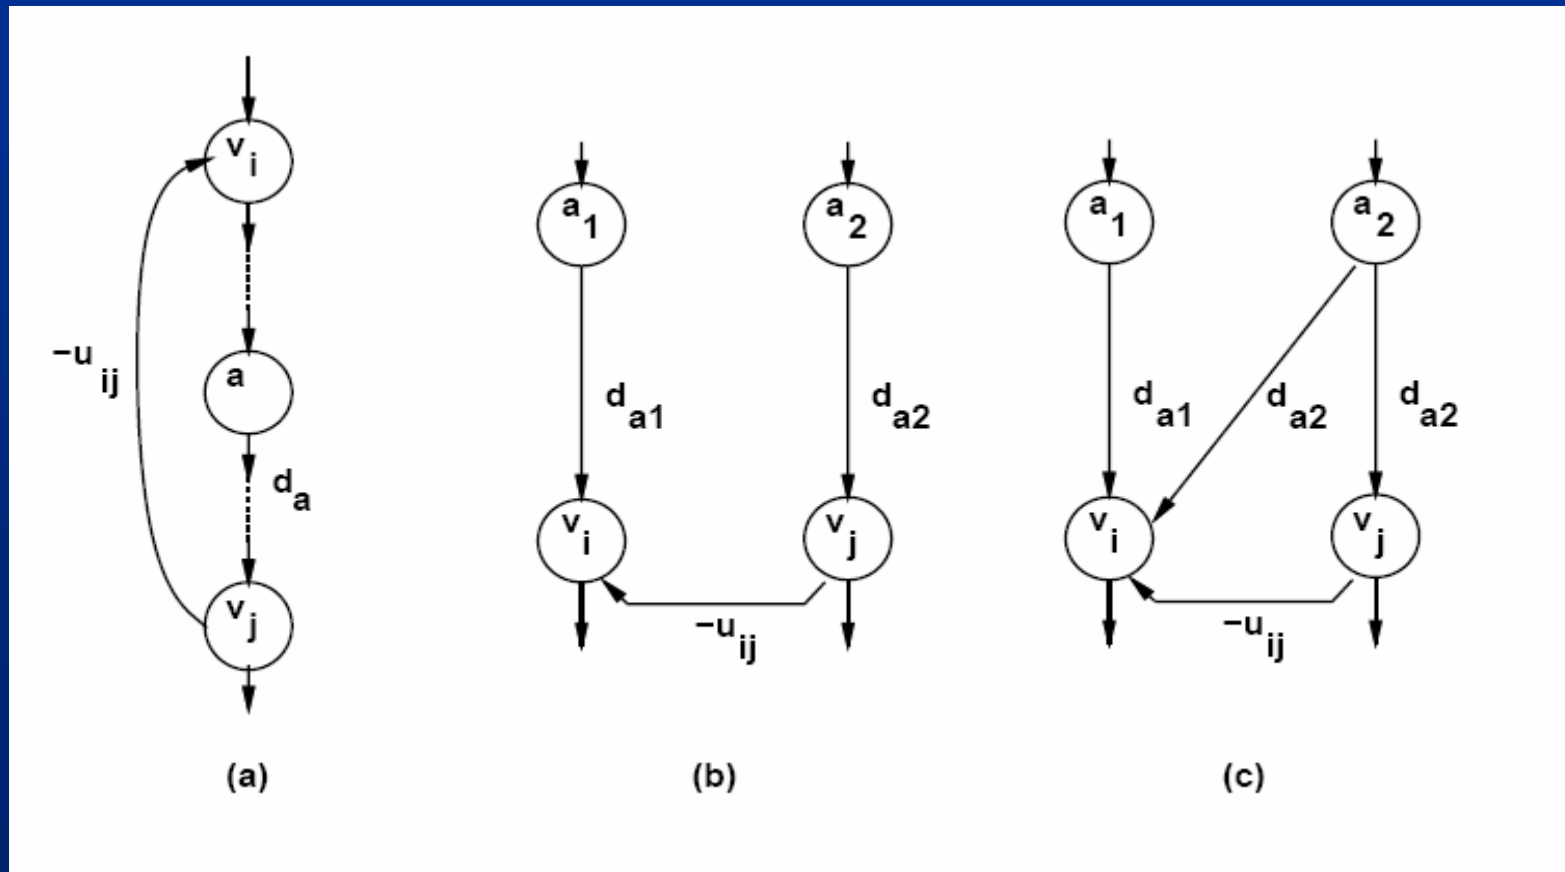 v i
a
d a
v j
−u ij
(a)
a 1
a 2
d a1
d a2
v i
v j
−u ij
(b)
a 1
a 2
d a1
d a2
d a2
v i
v j
−u ij
(c)